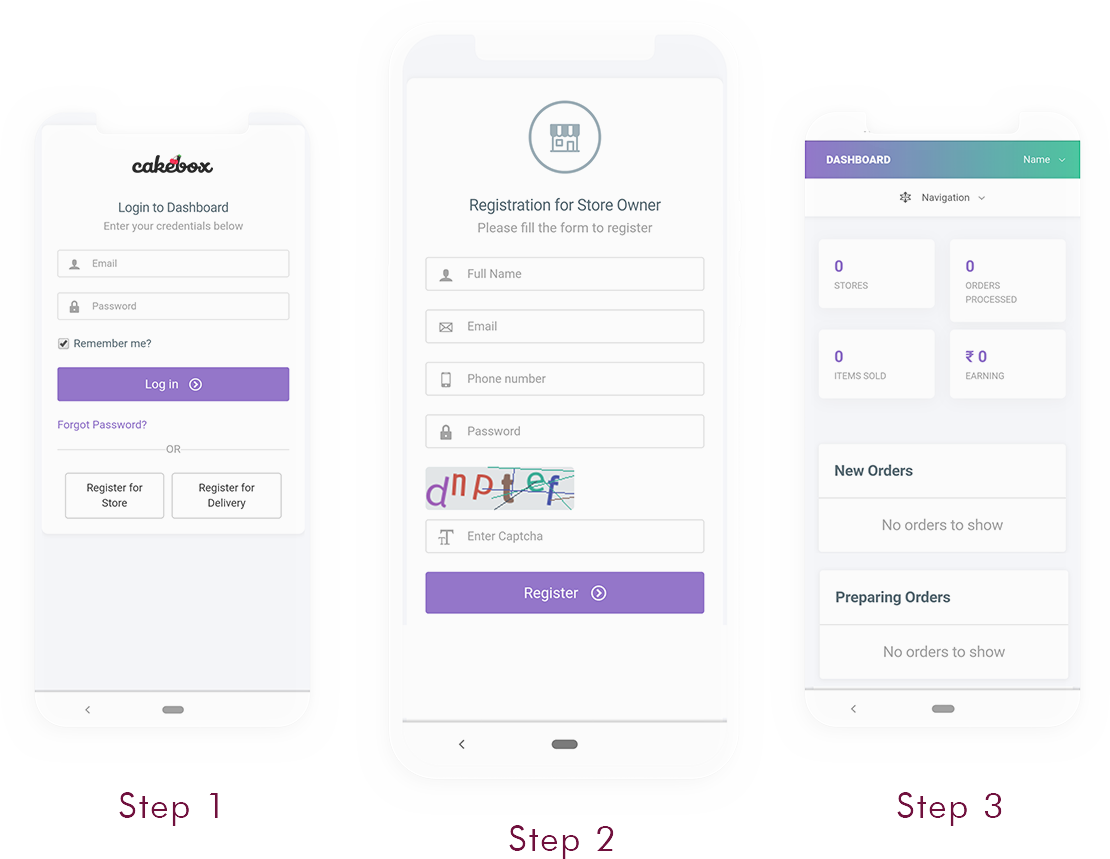 cakebox
Login to Dashboard
Enter your credentials below
Email
Password
Remember me?
Log in
Forgot Password?
OR
Register for
Store
Register for
Delivery
Step 1
Registration for Store Owner
Please fill the form to register
Full Name
Email
Phone number
Password
dnptef
Enter Captcha
Register
Step 2
DASHBOARD
Name
Navigation
0
STORES
0
ORDERS
PROCESSED
0
ITEMS SOLD
₹ 0
EARNING
New Orders
No orders to show
Preparing Orders
No orders to show
Step 3